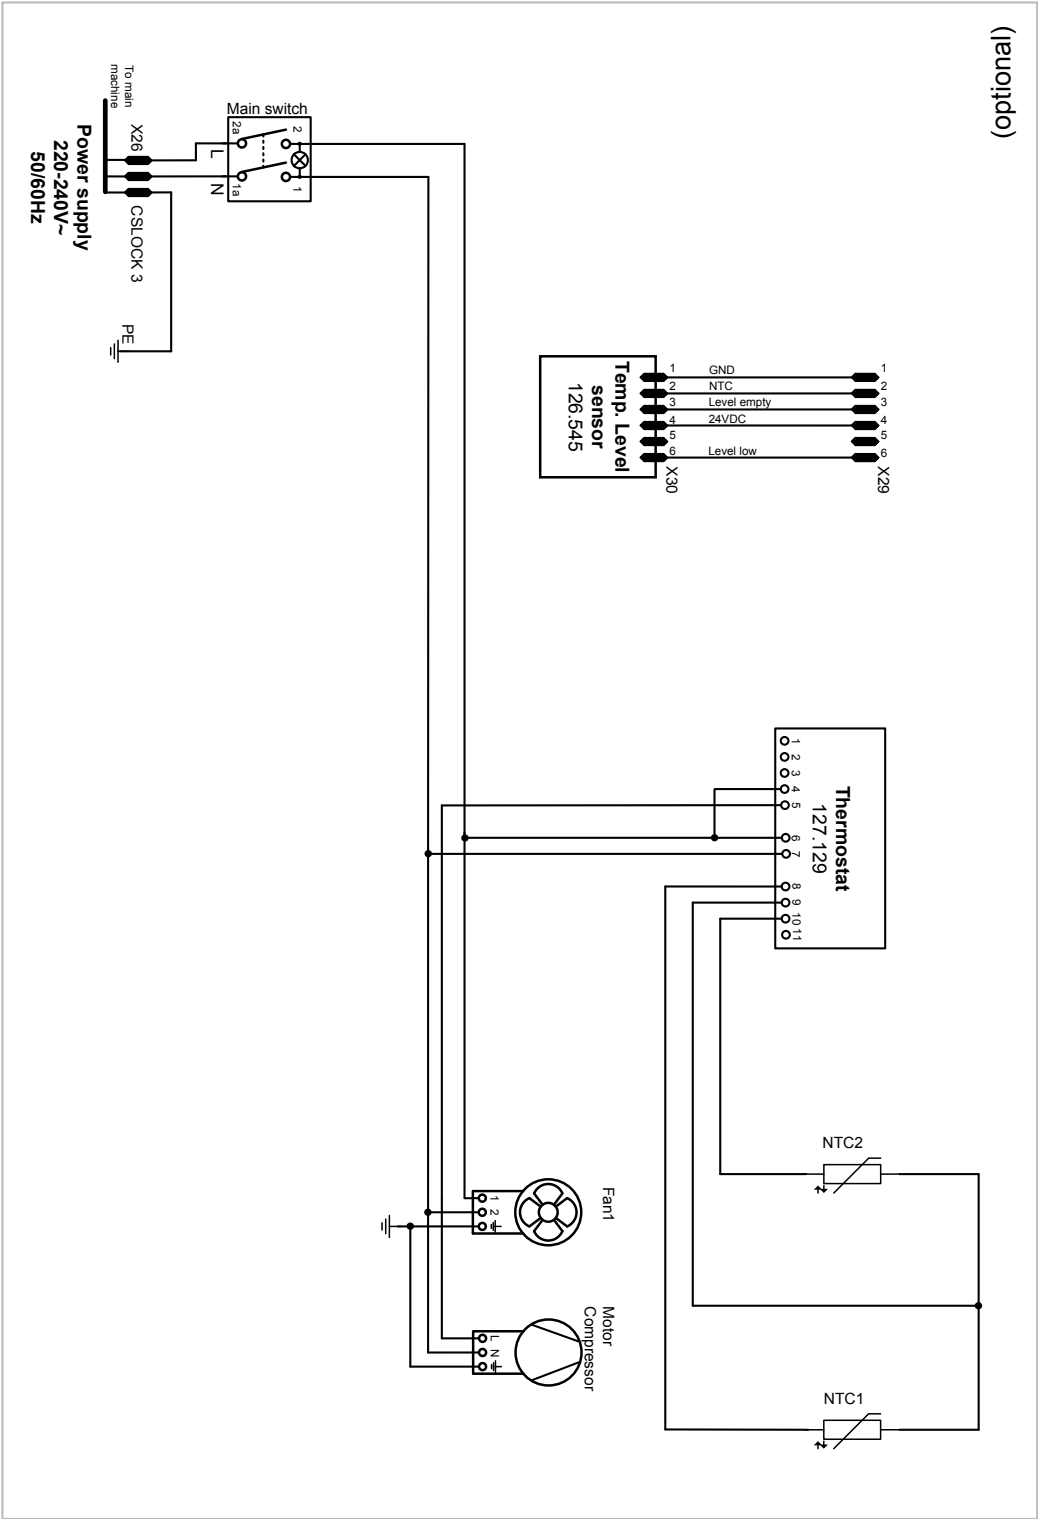 (optional)
To main
machine
Power supply
220-240V~
50/60Hz
X26
CSLOCK 3
PE
Main switch
2a
2
L
N
1a
1
Temp. Level
sensor
126.545
1
GND
1
2
NTC
2
3
Level empty
3
4
24VDC
4
5
5
6
Level low
6
X30
X29
Thermostat
127.129
1
2
3
4
5
6
7
8
9
10
11
NTC2
NTC1
Fan1
1
2
Motor
Compressor
L
N